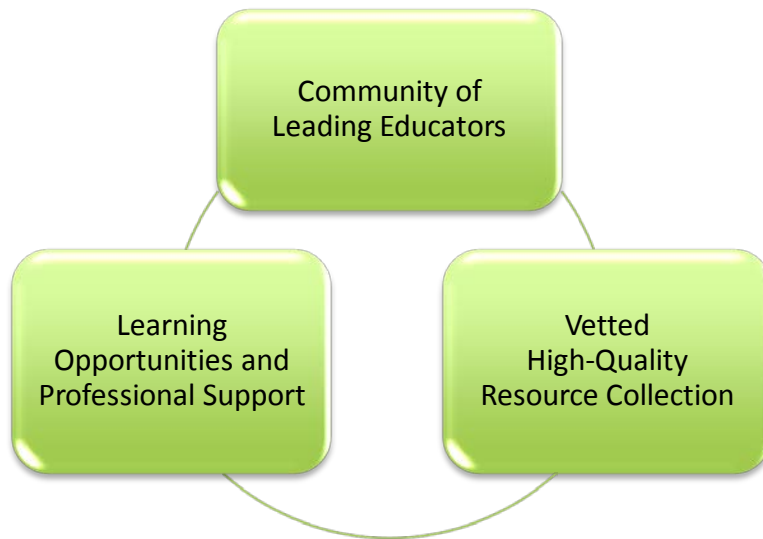 Community of
Leading Educators
Learning
Opportunities and
Professional Support
Vetted
High-Quality
Resource Collection